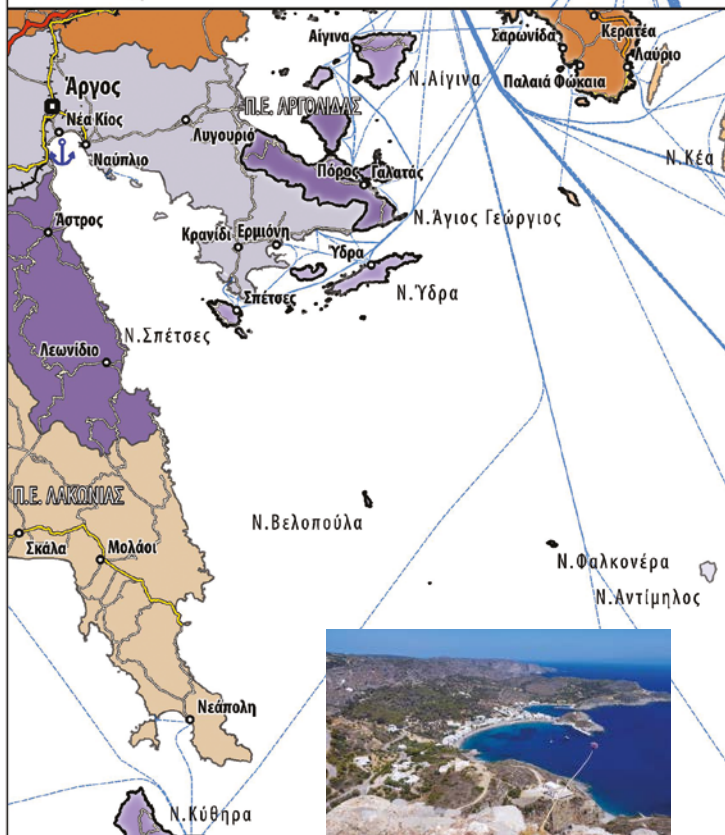 Αίγινα
Σαρωνίδα
Κερατέα
Ν.Αίγινα
Λαύριο
Παλαιά Φώκαια
Άργος
Π.Ε. ΑΡΓΟΛΙΔΑΣ
Νέα Κίος
Λυγουριό
Ναύπλιο
Πόρος
Γαλατάς
Ν.Κέα
Άστρος
Ν.Άγιος Γεώργιος
Κρανίδι
Ερμιόνη
Ύδρα
Ν.Ύδρα
Σπέτσες
Ν.Σπέτσες
Λεωνίδιο
Π.Ε. ΛΑΚΩΝΙΑΣ
Ν.Βελοπούλα
Σκάλα
Μολάοι
Ν.Φαλκονέρα
Ν.Αντίμηλος
Νεάπολη
Ν.Κύθηρα